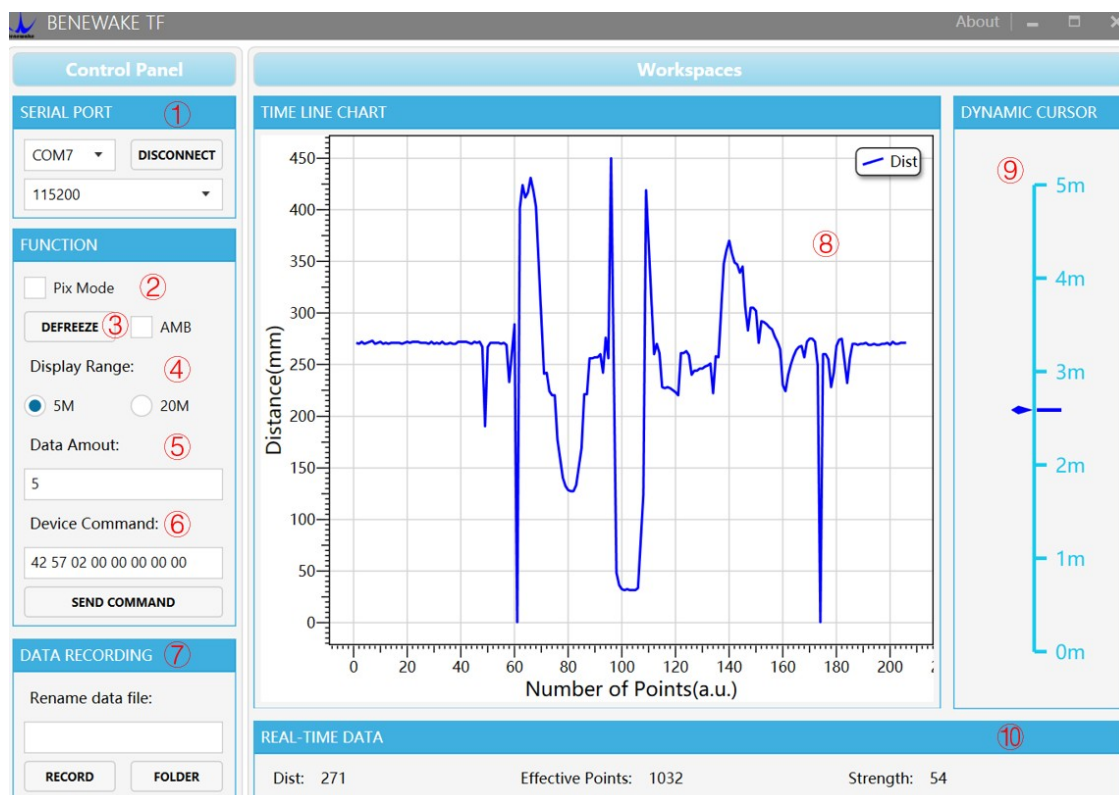 BENEWAKE TF
About
benewake
Control Panel
Workspaces
SERIAL PORT ①
COM7 DISCONNECT
115200
FUNCTION
Pix Mode ②
DEFREEZE ③ AMB
Display Range: ④
5M 20M
Data Amout: ⑤
5
Device Command: ⑥
42 57 02 00 00 00 00 00
SEND COMMAND
DATA RECORDING ⑦
Rename data file:
RECORD FOLDER
TIME LINE CHART
Dist
⑧
Distance(mm)
450
400
350
300
250
200
150
100
50
0
0 20 40 60 80 100 120 140 160 180 200
Number of Points(a.u.)
DYNAMIC CURSOR
⑨
5m
4m
3m
2m
1m
0m
REAL-TIME DATA ⑩
Dist: 271 Effective Points: 1032 Strength: 54